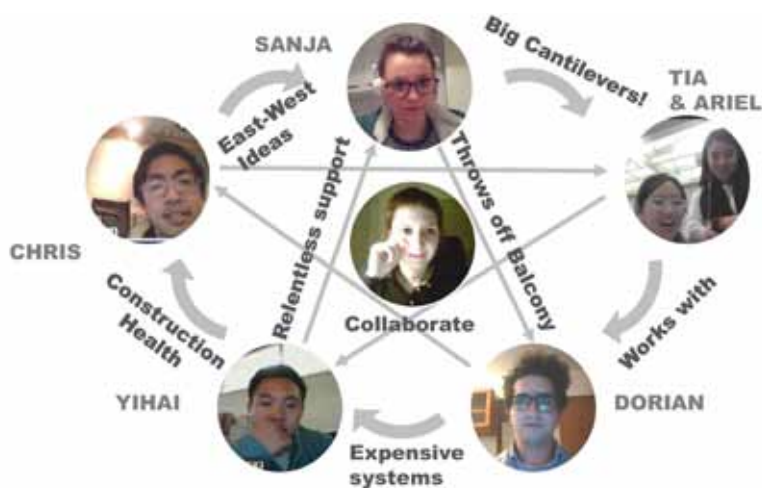 SANJA
Big Cantilevers!
TIA
& ARIEL
East-West
Ideas
Throws off Balcony
Relentless support
CHRIS
Collaborate
Construction
Health
Works with
YIHAI
DORIAN
Expensive
systems